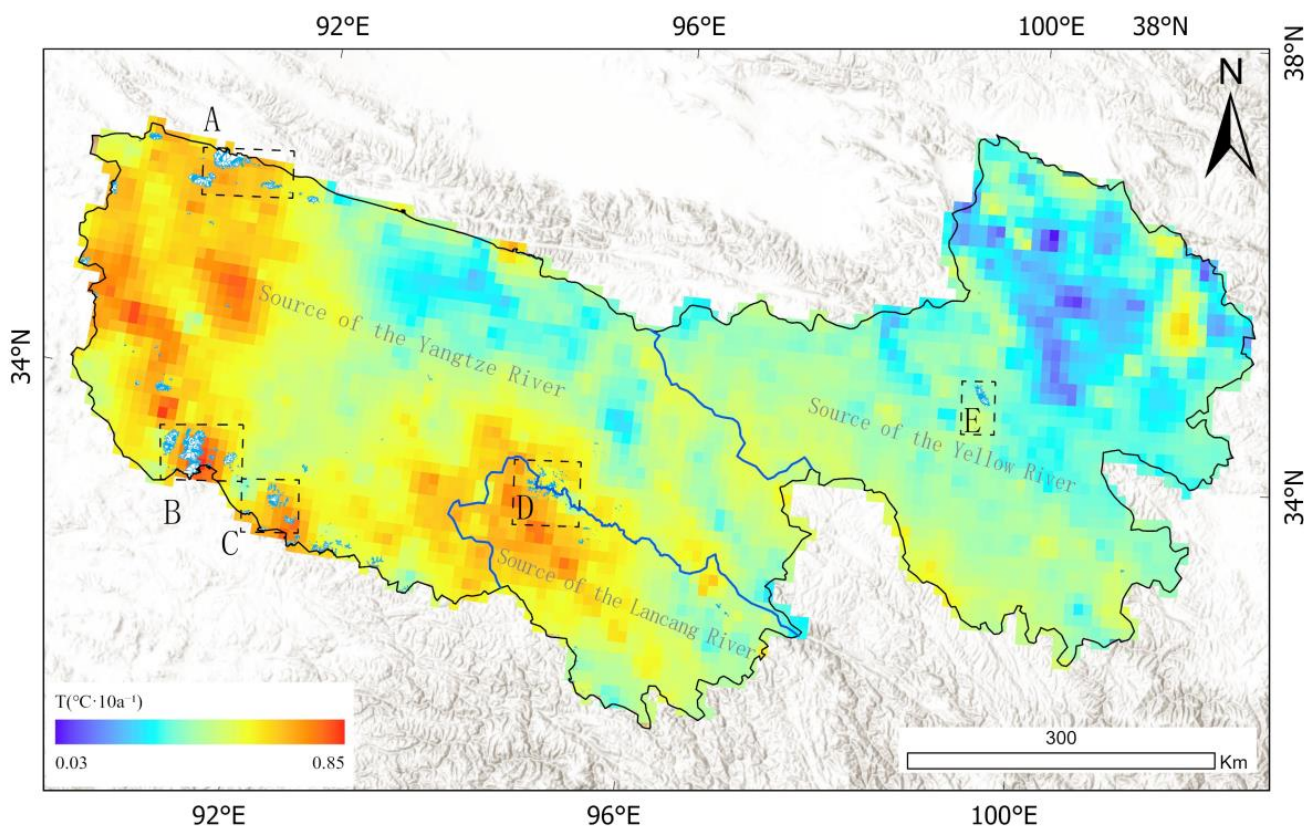 92°E 96°E 100°E 38°N
38°N
N
A
Source of the Yangtze River
34°N
Source of the Yellow River
E
B
D
C
34°N
Source of the Lancang River
T(°C·10a⁻¹)
0.03 0.85
300
Km
92°E 96°E 100°E